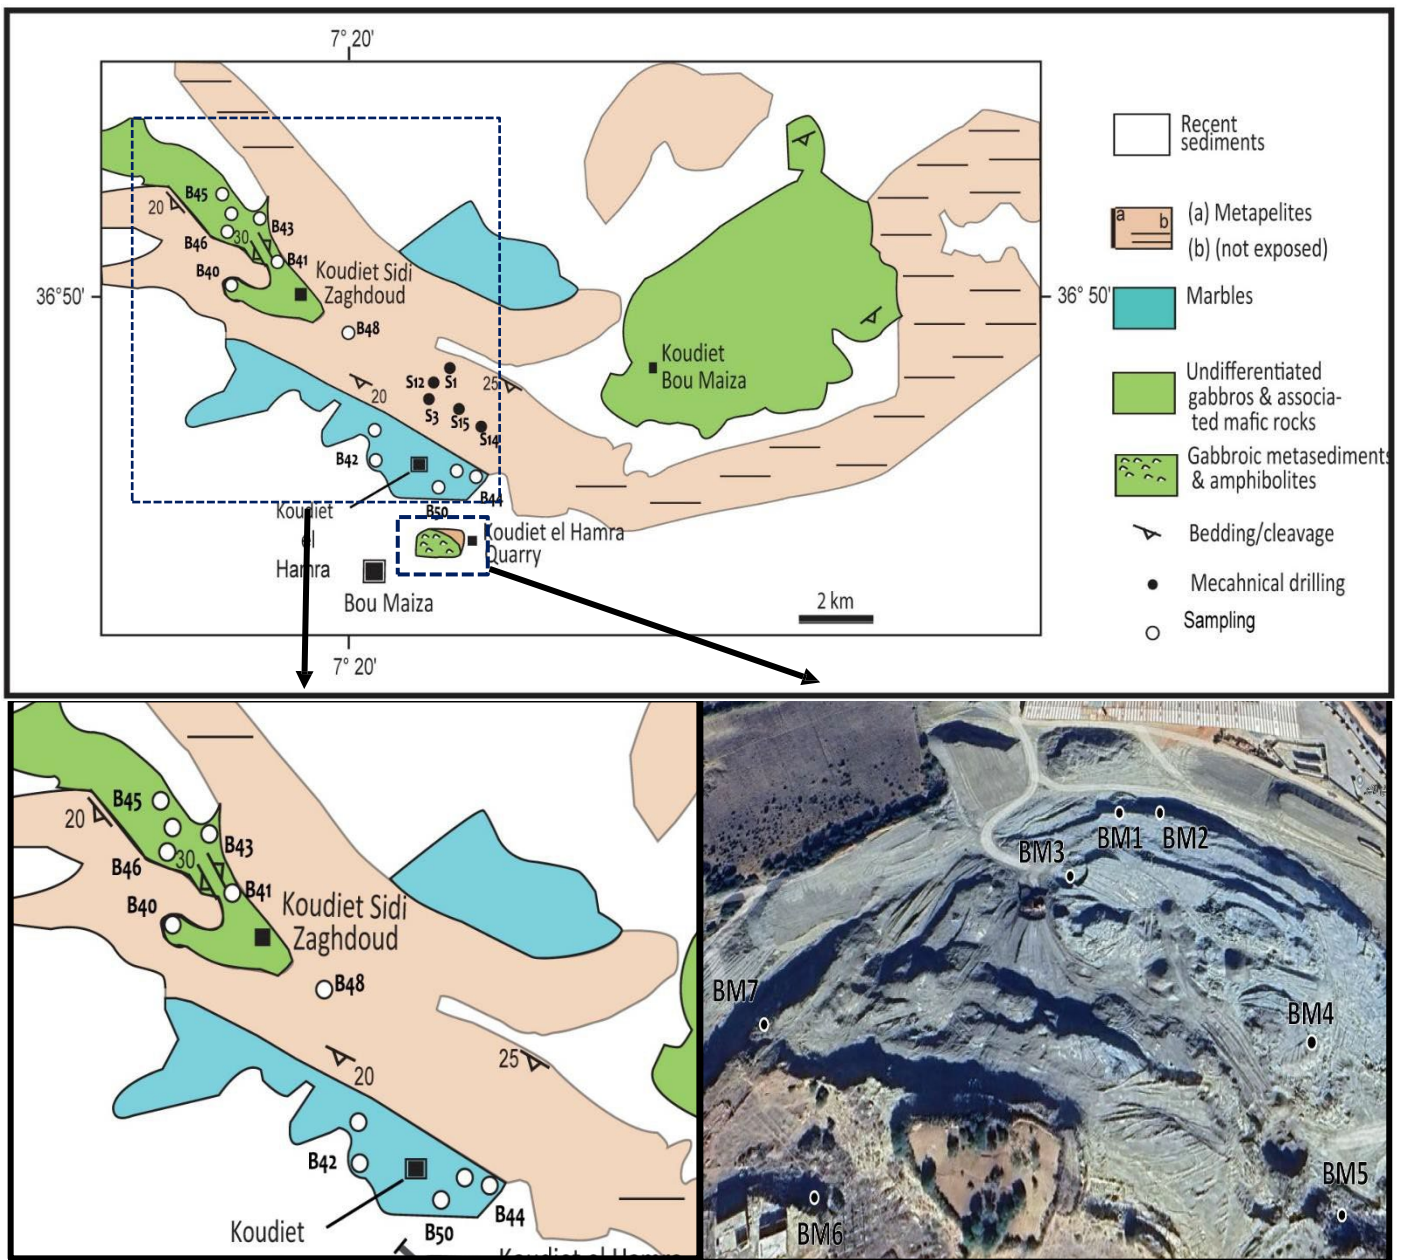 7° 20'
B45
20
B43
B46
30
B41
B40
Koudiet Sidi
Zaghdoud
36°50'
B48
S12
S1
20
25
S3
S15
S14
B42
B44
B50
Koudiet
el
Hamra
Koudiet el Hamra
Quarry
Bou Maiza
Koudiet
Bou Maiza
36° 50'
2 km
7° 20'
Recent
sediments
a
b
(a) Metapelites
(b) (not exposed)
Marbles
Undifferentiated
gabbros & associa-
ted mafic rocks
Gabbroic metasediments
& amphibolites
Bedding/cleavage
Mecahnical drilling
Sampling
B45
20
B43
B46
30
B41
B40
Koudiet Sidi
Zaghdoud
B48
20
25
B42
B44
B50
Koudiet
Koudiet el Hamra
BM1
BM2
BM3
BM7
BM4
BM5
BM6